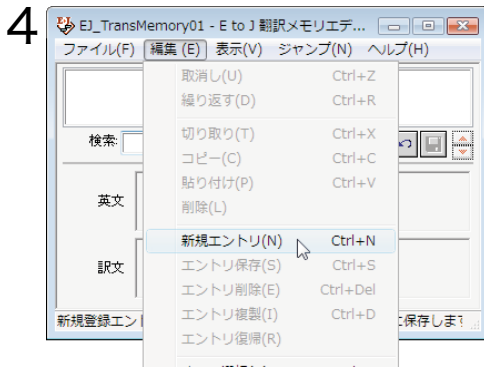 4
EJ_TransMemory01 - E to J 翻訳メモリエデ...
ファイル(F) 編集(E) 表示(V) ジャンプ(N) ヘルプ(H)
取消し(U) Ctrl+Z
繰り返す(D) Ctrl+R
切り取り(T) Ctrl+X
検索:
コピー(C) Ctrl+C
貼り付け(P) Ctrl+V
英文
削除(L)
新規エントリ(N) Ctrl+N
訳文
エントリ保存(S) Ctrl+S
エントリ削除(E) Ctrl+Del
エントリ複製(I) Ctrl+D
新規登録エント
に保存します
エントリ復帰(R)